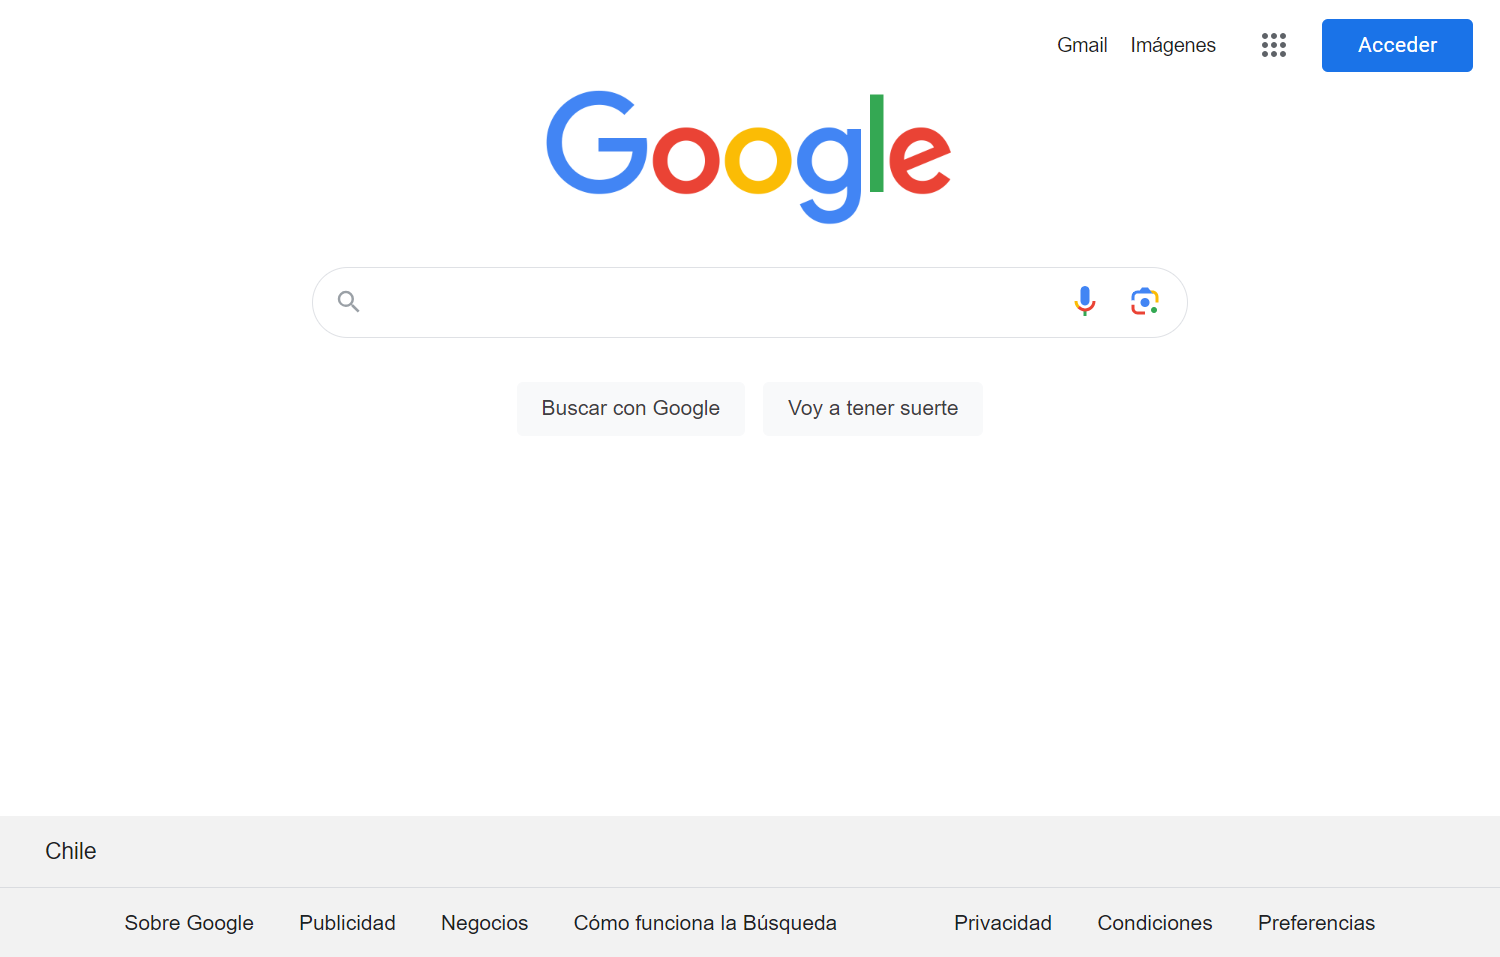 Gmail Imágenes Acceder
Google
Buscar con Google Voy a tener suerte
Chile
Sobre Google Publicidad Negocios Cómo funciona la Búsqueda Privacidad Condiciones Preferencias